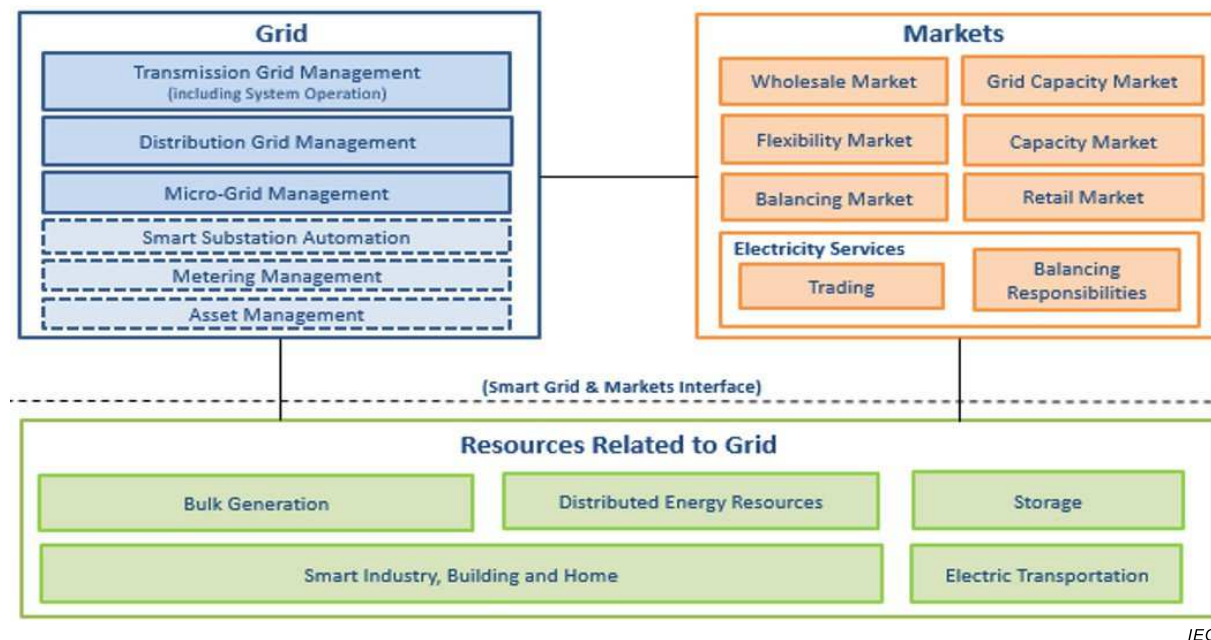 Grid
Transmission Grid Management
(including System Operation)
Distribution Grid Management
Micro-Grid Management
Smart Substation Automation
Metering Management
Asset Management
Markets
Wholesale Market
Grid Capacity Market
Flexibility Market
Capacity Market
Balancing Market
Retail Market
Electricity Services
Trading
Balancing
Responsibilities
(Smart Grid & Markets Interface)
Resources Related to Grid
Bulk Generation
Distributed Energy Resources
Storage
Smart Industry, Building and Home
Electric Transportation
IEC